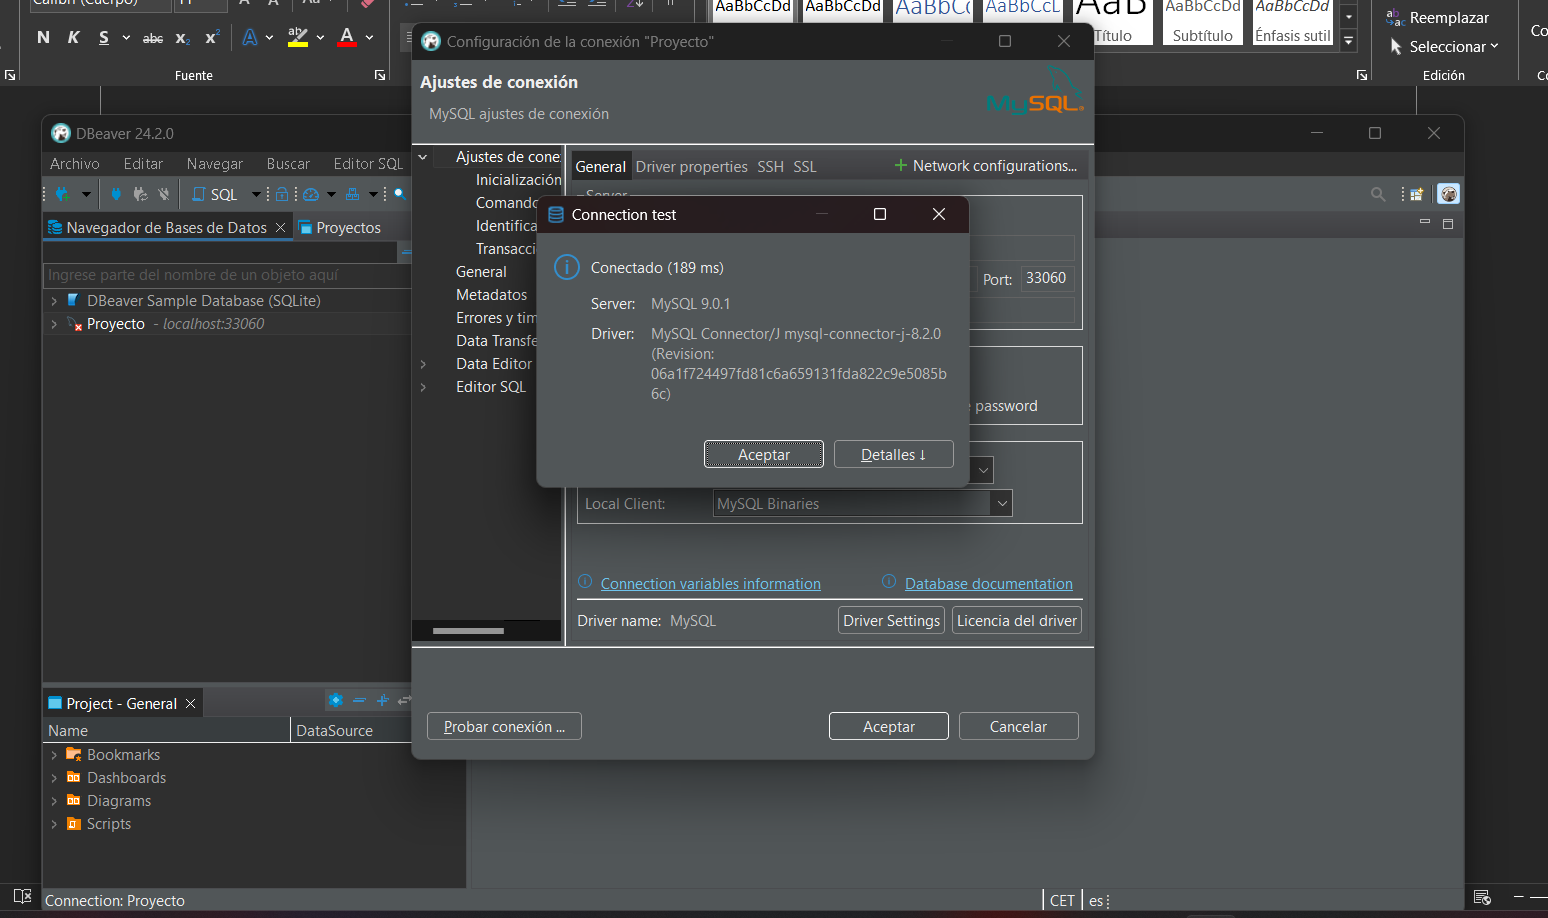 Calibri (Cuerpo)
11
N K S abc x₂ x² A ab A
Fuente
AaBbCcDd AaBbCcDd AaBbC AaBbCcL AaB AaBbCcDd AaBbCcDd
Título Subtítulo Énfasis sutil
Reemplazar
Seleccionar
Edición
Configuración de la conexión "Proyecto"
Ajustes de conexión
MySQL ajustes de conexión
MySQL
DBeaver 24.2.0
Archivo Editar Navegar Buscar Editor SQL
SQL
Navegador de Bases de Datos
Proyectos
Ingrese parte del nombre de un objeto aquí
DBeaver Sample Database (SQLite)
Proyecto - localhost:33060
Ajustes de cone
Inicialización
Comando
Identifica
Transacci
General
Metadatos
Errores y tim
Data Transfe
Data Editor
Editor SQL
General Driver properties SSH SSL
Network configurations...
Server
Port: 33060
password
Connection test
Conectado (189 ms)
Server: MySQL 9.0.1
Driver: MySQL Connector/J mysql-connector-j-8.2.0
(Revision:
06a1f724497fd81c6a659131fda822c9e5085b
6c)
Aceptar Detalles ↓
Local Client: MySQL Binaries
Connection variables information
Database documentation
Driver name: MySQL
Driver Settings
Licencia del driver
Probar conexión ...
Aceptar
Cancelar
Project - General
Name DataSource
Bookmarks
Dashboards
Diagrams
Scripts
Connection: Proyecto
CET es